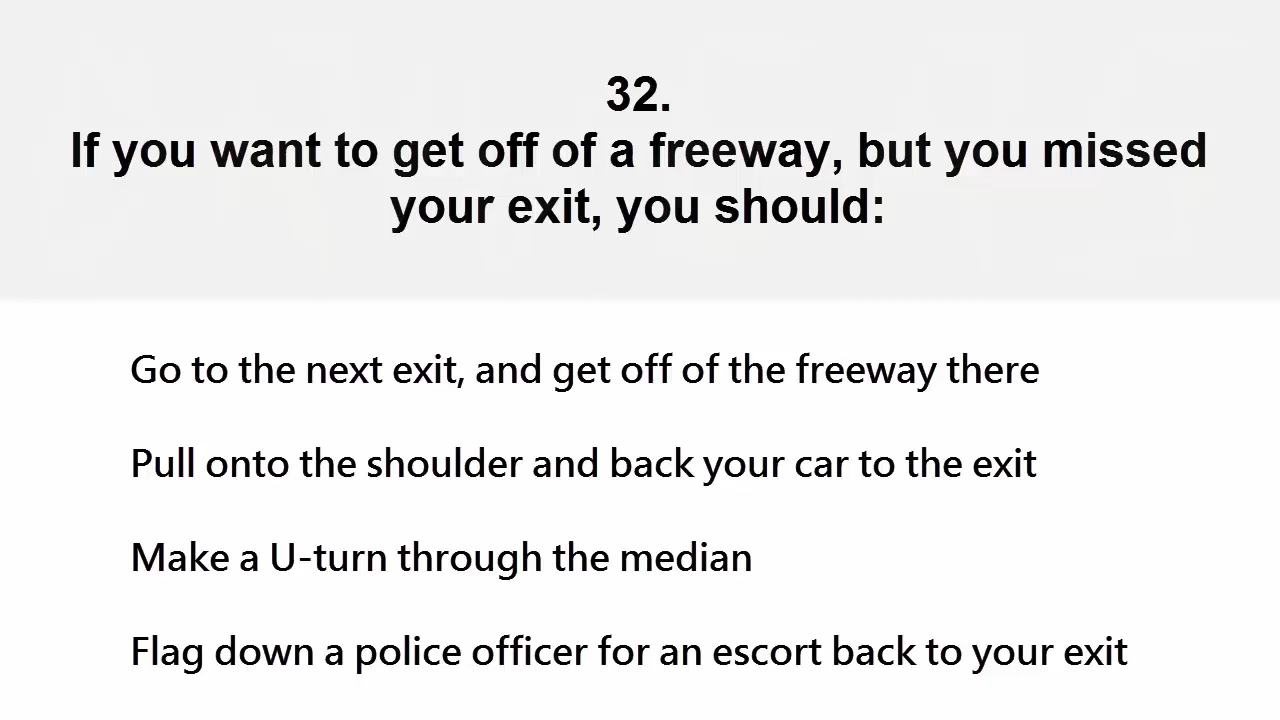 32.
If you want to get off of a freeway, but you missed
your exit, you should:
Go to the next exit, and get off of the freeway there
Pull onto the shoulder and back your car to the exit
Make a U-turn through the median
Flag down a police officer for an escort back to your exit